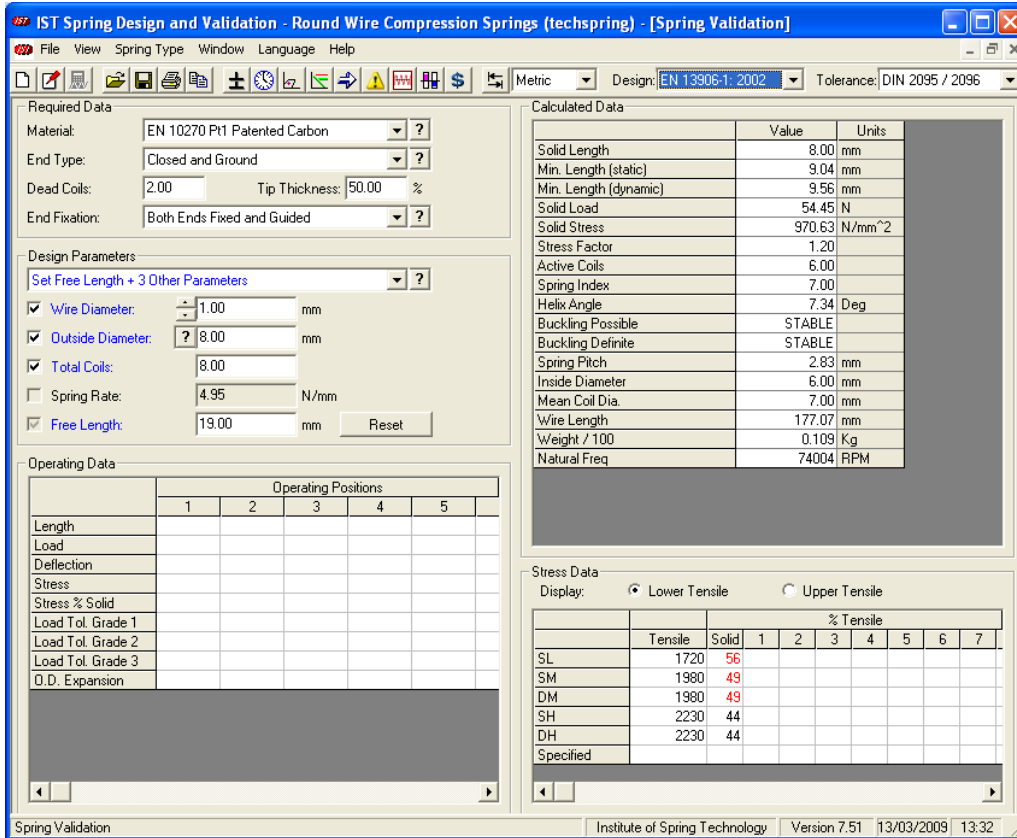 IST Spring Design and Validation - Round Wire Compression Springs (techspring) - [Spring Validation]
File View Spring Type Window Language Help
Metric Design: EN 13906-1: 2002 Tolerance: DIN 2095 / 2096
Required Data
Material: EN 10270 Pt1 Patented Carbon ?
End Type: Closed and Ground ?
Dead Coils: 2.00 Tip Thickness: 50.00 %
End Fixation: Both Ends Fixed and Guided ?
Design Parameters
Set Free Length + 3 Other Parameters ?
Wire Diameter: 1.00 mm
Outside Diameter: ? 8.00 mm
Total Coils: 8.00
Spring Rate: 4.95 N/mm
Free Length: 19.00 mm Reset
Operating Data
Operating Positions
1 2 3 4 5
Length
Load
Deflection
Stress
Stress % Solid
Load Tol. Grade 1
Load Tol. Grade 2
Load Tol. Grade 3
O.D. Expansion
Calculated Data
Value Units
Solid Length 8.00 mm
Min. Length (static) 9.04 mm
Min. Length (dynamic) 9.56 mm
Solid Load 54.45 N
Solid Stress 970.63 N/mm^2
Stress Factor 1.20
Active Coils 6.00
Spring Index 7.00
Helix Angle 7.34 Deg
Buckling Possible STABLE
Buckling Definite STABLE
Spring Pitch 2.83 mm
Inside Diameter 6.00 mm
Mean Coil Dia. 7.00 mm
Wire Length 177.07 mm
Weight / 100 0.109 Kg
Natural Freq 74004 RPM
Stress Data
Display: Lower Tensile Upper Tensile
% Tensile
Tensile Solid 1 2 3 4 5 6 7
SL 1720 56
SM 1980 49
DM 1980 49
SH 2230 44
DH 2230 44
Specified
Spring Validation Institute of Spring Technology Version 7.51 13/03/2009 13:32